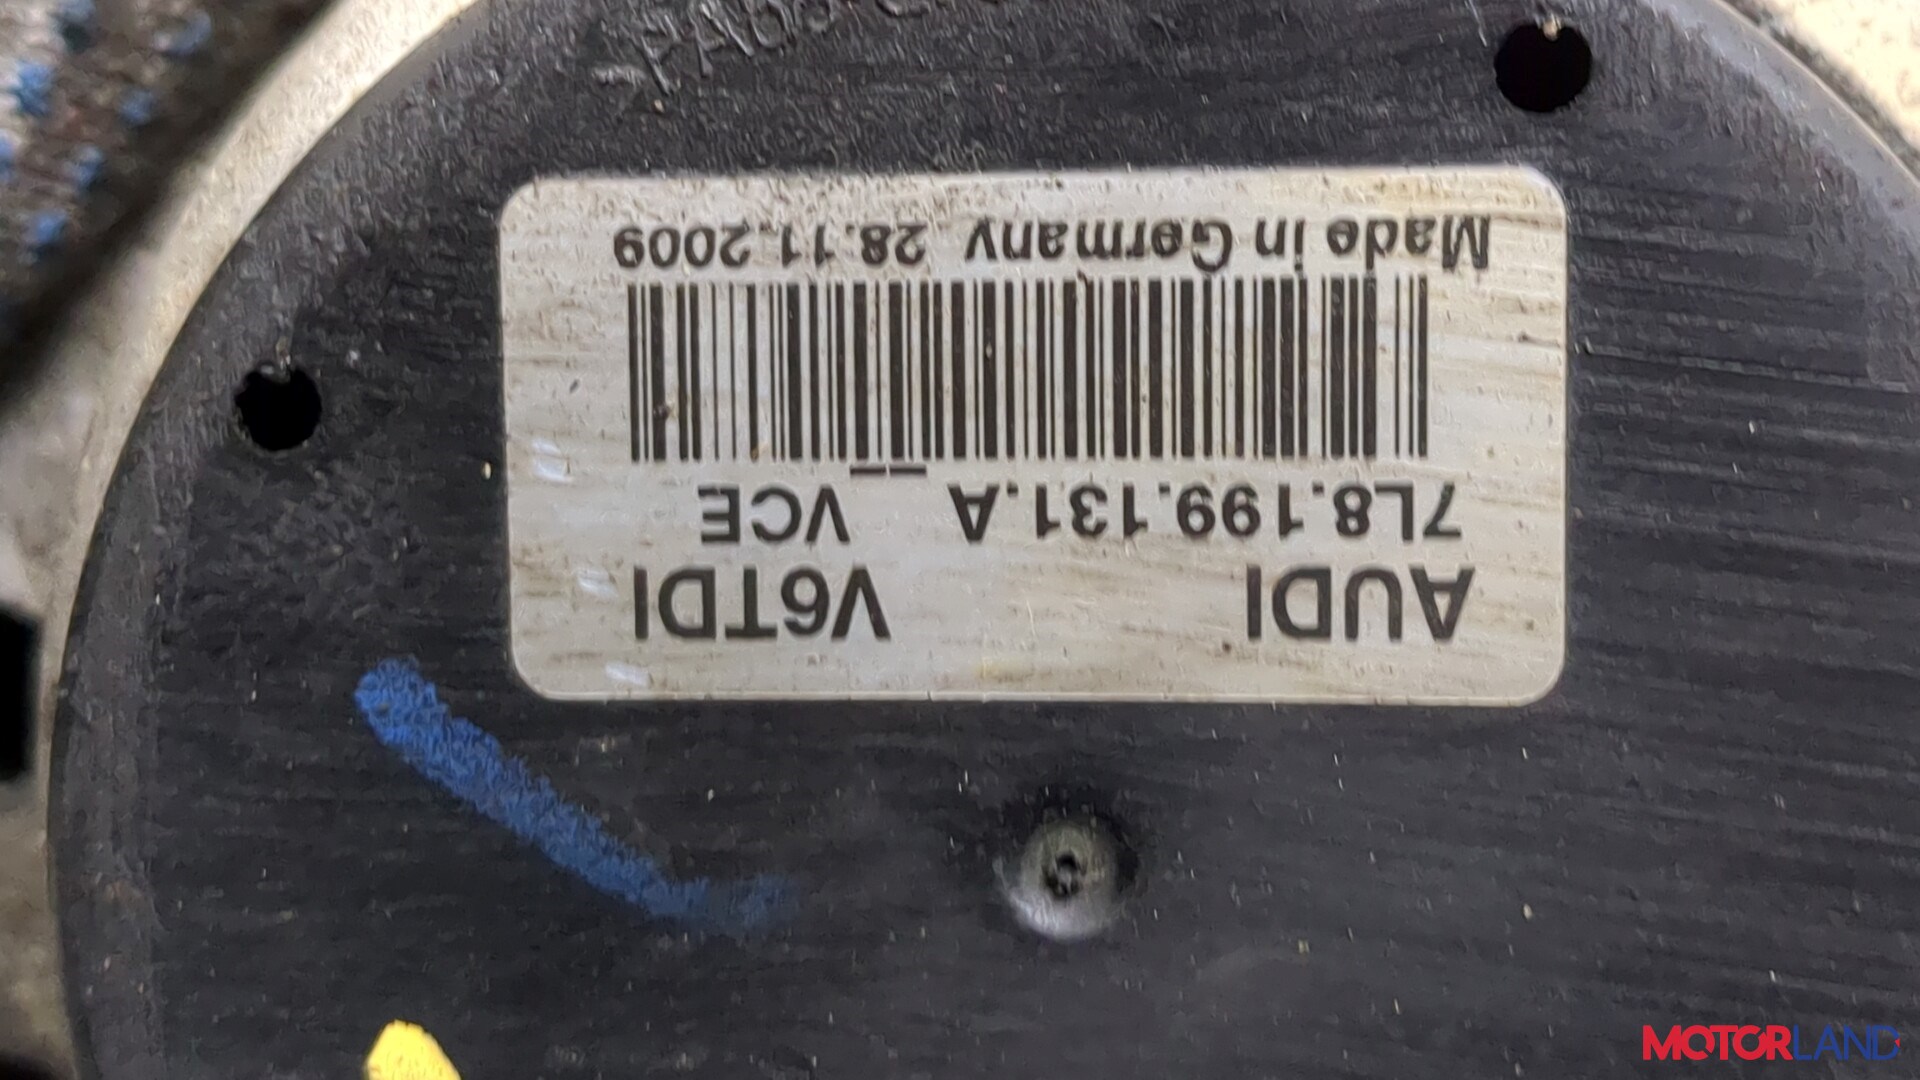 AUDI V6TDI
7L8.199.131.A _ _ VCE
Made in Germany 28.11.2009
MOTORLAND